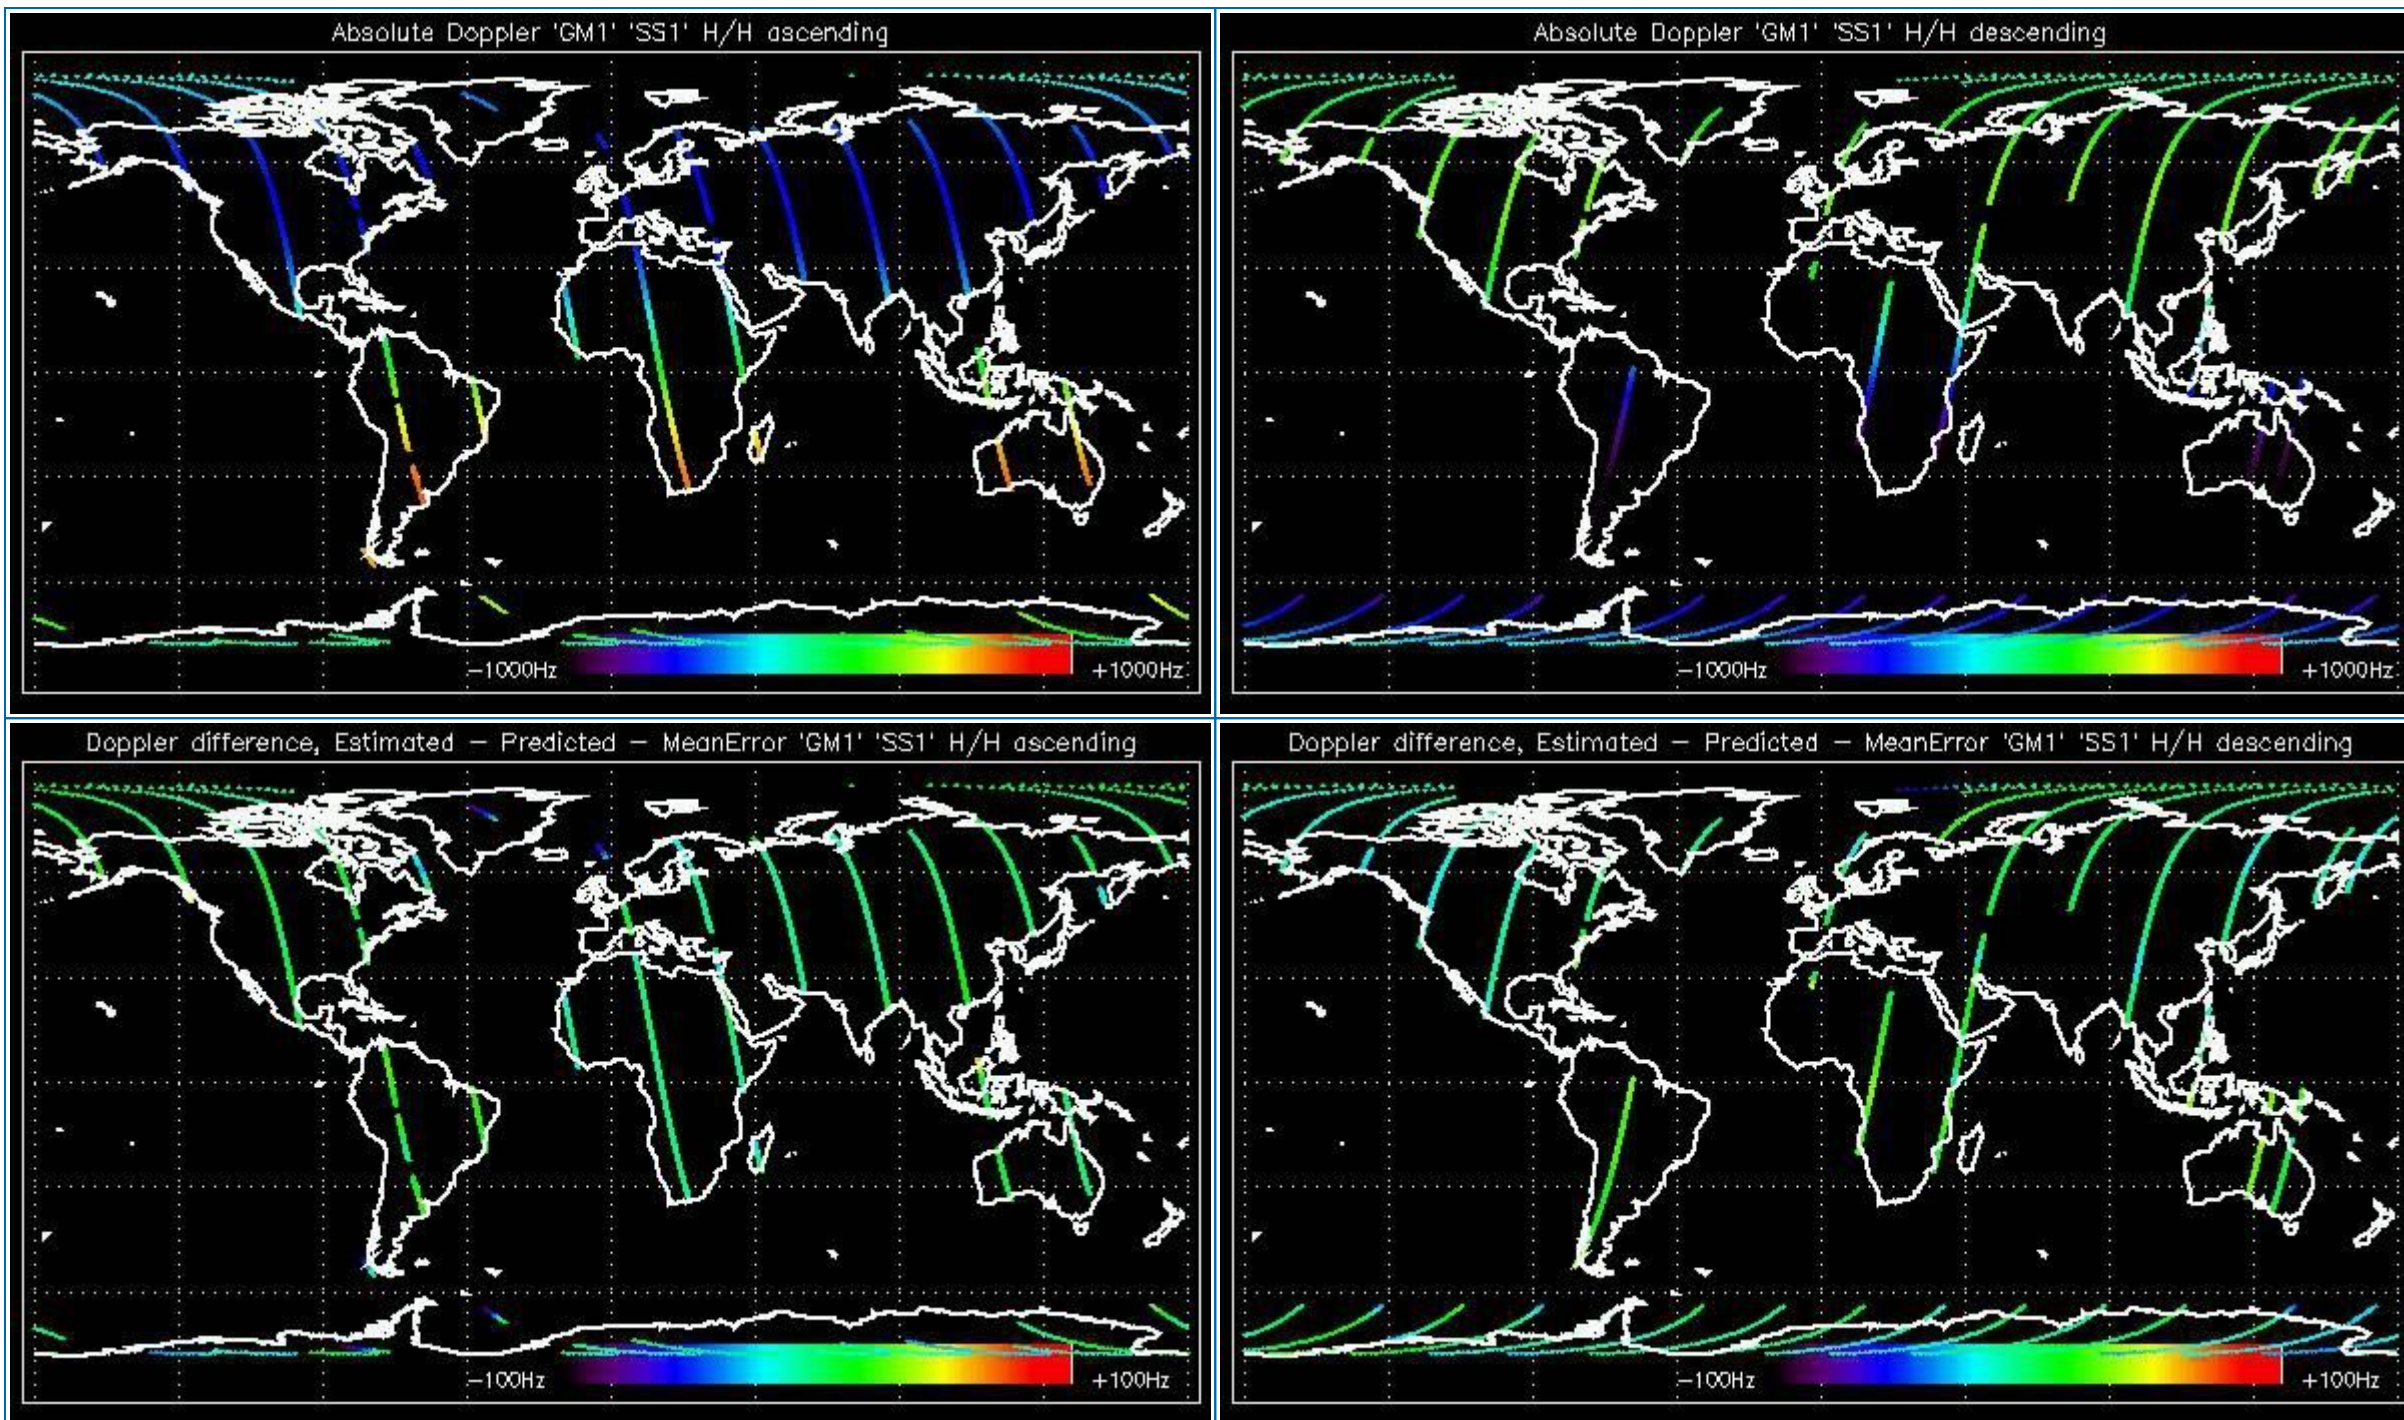 Absolute Doppler 'GM1' 'SS1' H/H ascending
−1000Hz
+1000Hz
Absolute Doppler 'GM1' 'SS1' H/H descending
−1000Hz
+1000Hz
Doppler difference, Estimated − Predicted − MeanError 'GM1' 'SS1' H/H ascending
−100Hz
+100Hz
Doppler difference, Estimated − Predicted − MeanError 'GM1' 'SS1' H/H descending
−100Hz
+100Hz